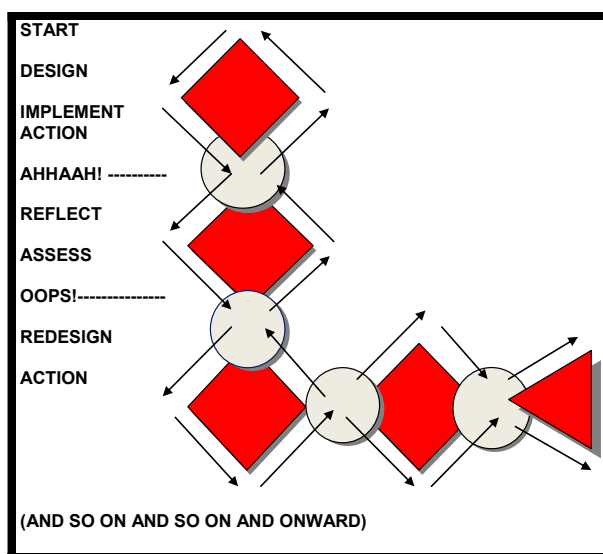 START
DESIGN
IMPLEMENT
ACTION
AHHAAH! ----------
REFLECT
ASSESS
OOPS!---------------
REDESIGN
ACTION
(AND SO ON AND SO ON AND ONWARD)